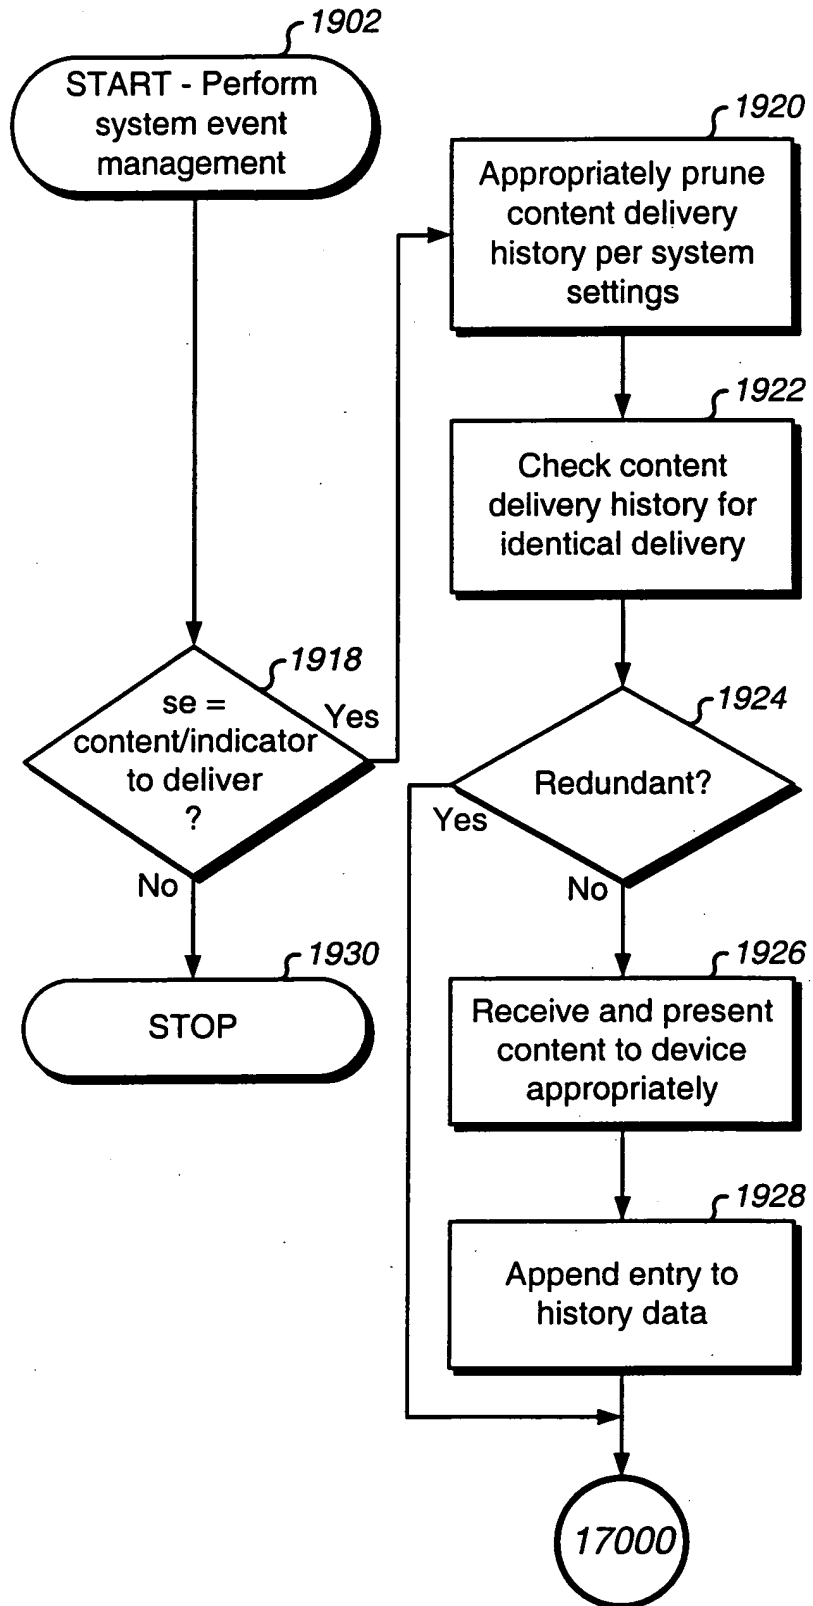 1902
START - Perform
system event
management
1920
Appropriately prune
content delivery
history per system
settings
1922
Check content
delivery history for
identical delivery
1918
se =
content/indicator
to deliver
?
Yes
No
1924
Redundant?
Yes
No
1930
STOP
1926
Receive and present
content to device
appropriately
1928
Append entry to
history data
17000